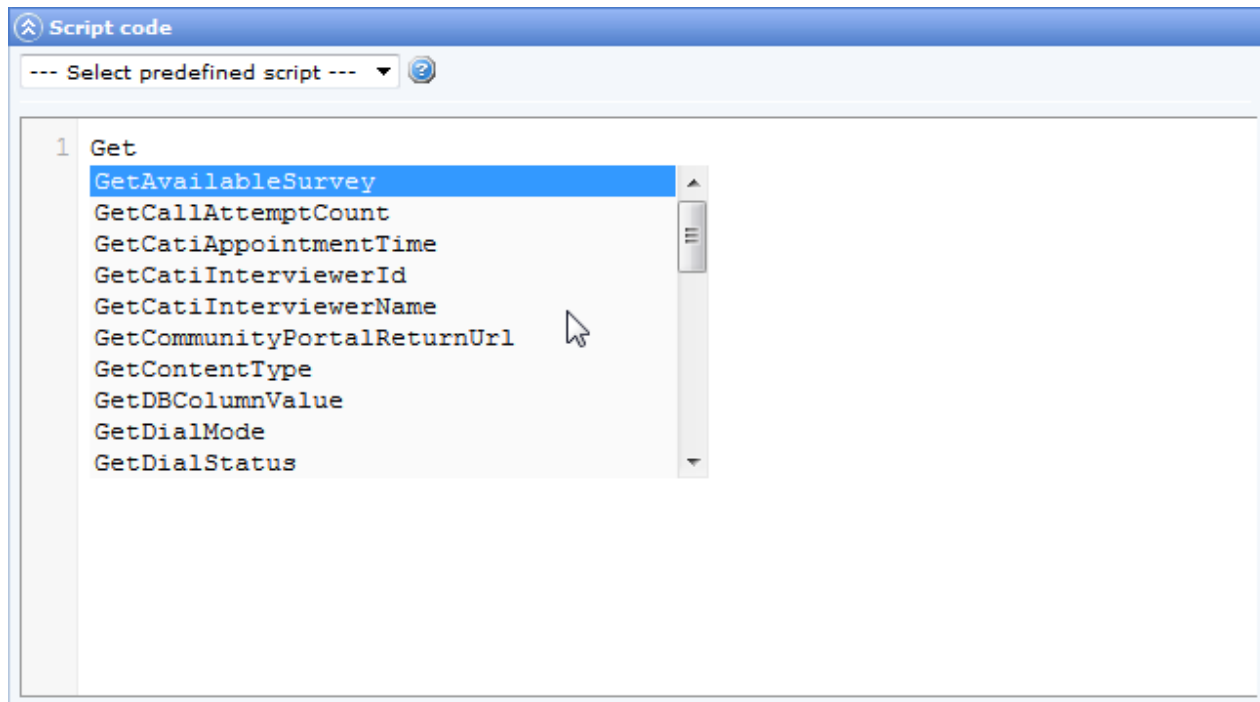 Script code
--- Select predefined script ---
1 Get
GetAvailableSurvey
GetCallAttemptCount
GetCatiAppointmentTime
GetCatiInterviewerId
GetCatiInterviewerName
GetCommunityPortalReturnUrl
GetContentType
GetDBColumnValue
GetDialMode
GetDialStatus